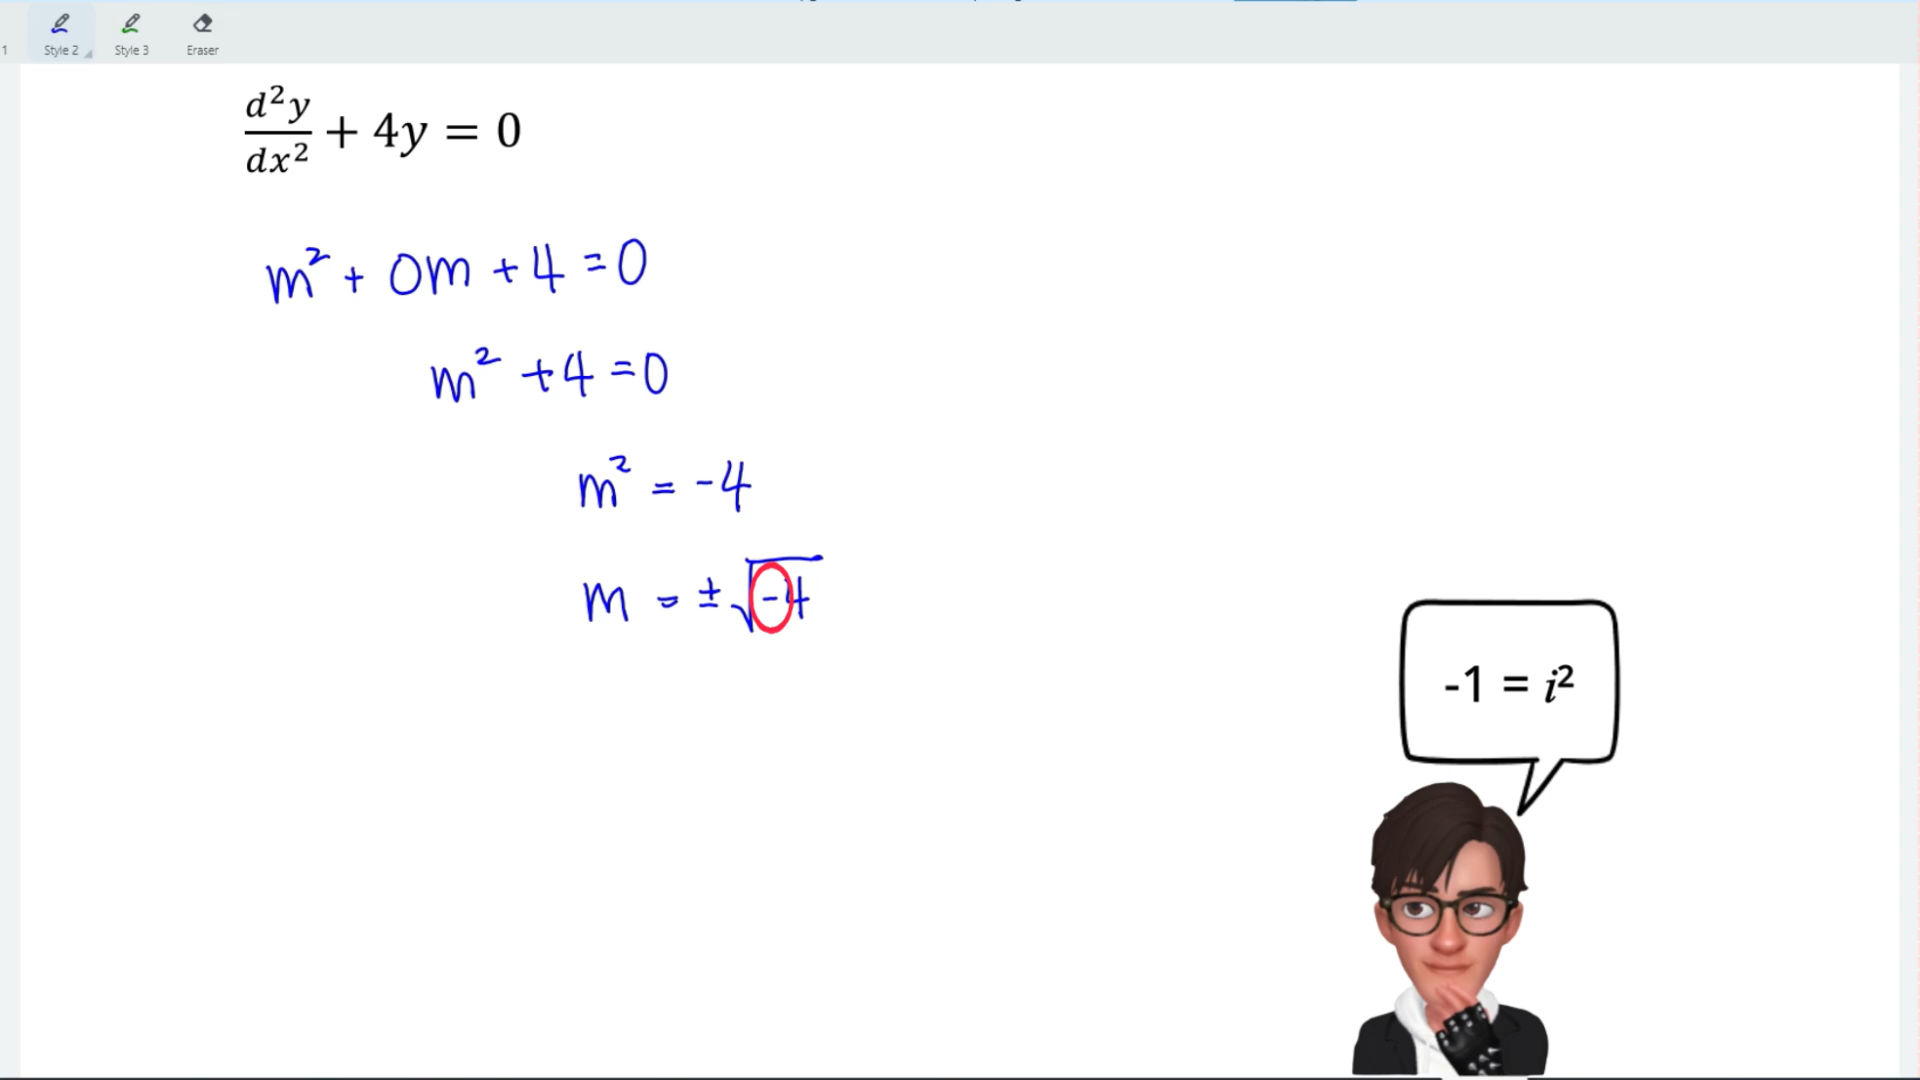 1 Style 2 Style 3 Eraser
d²y/dx² + 4y = 0
m² + 0m + 4 = 0
m² + 4 = 0
m² = -4
m = ± √-4
-1 = i²